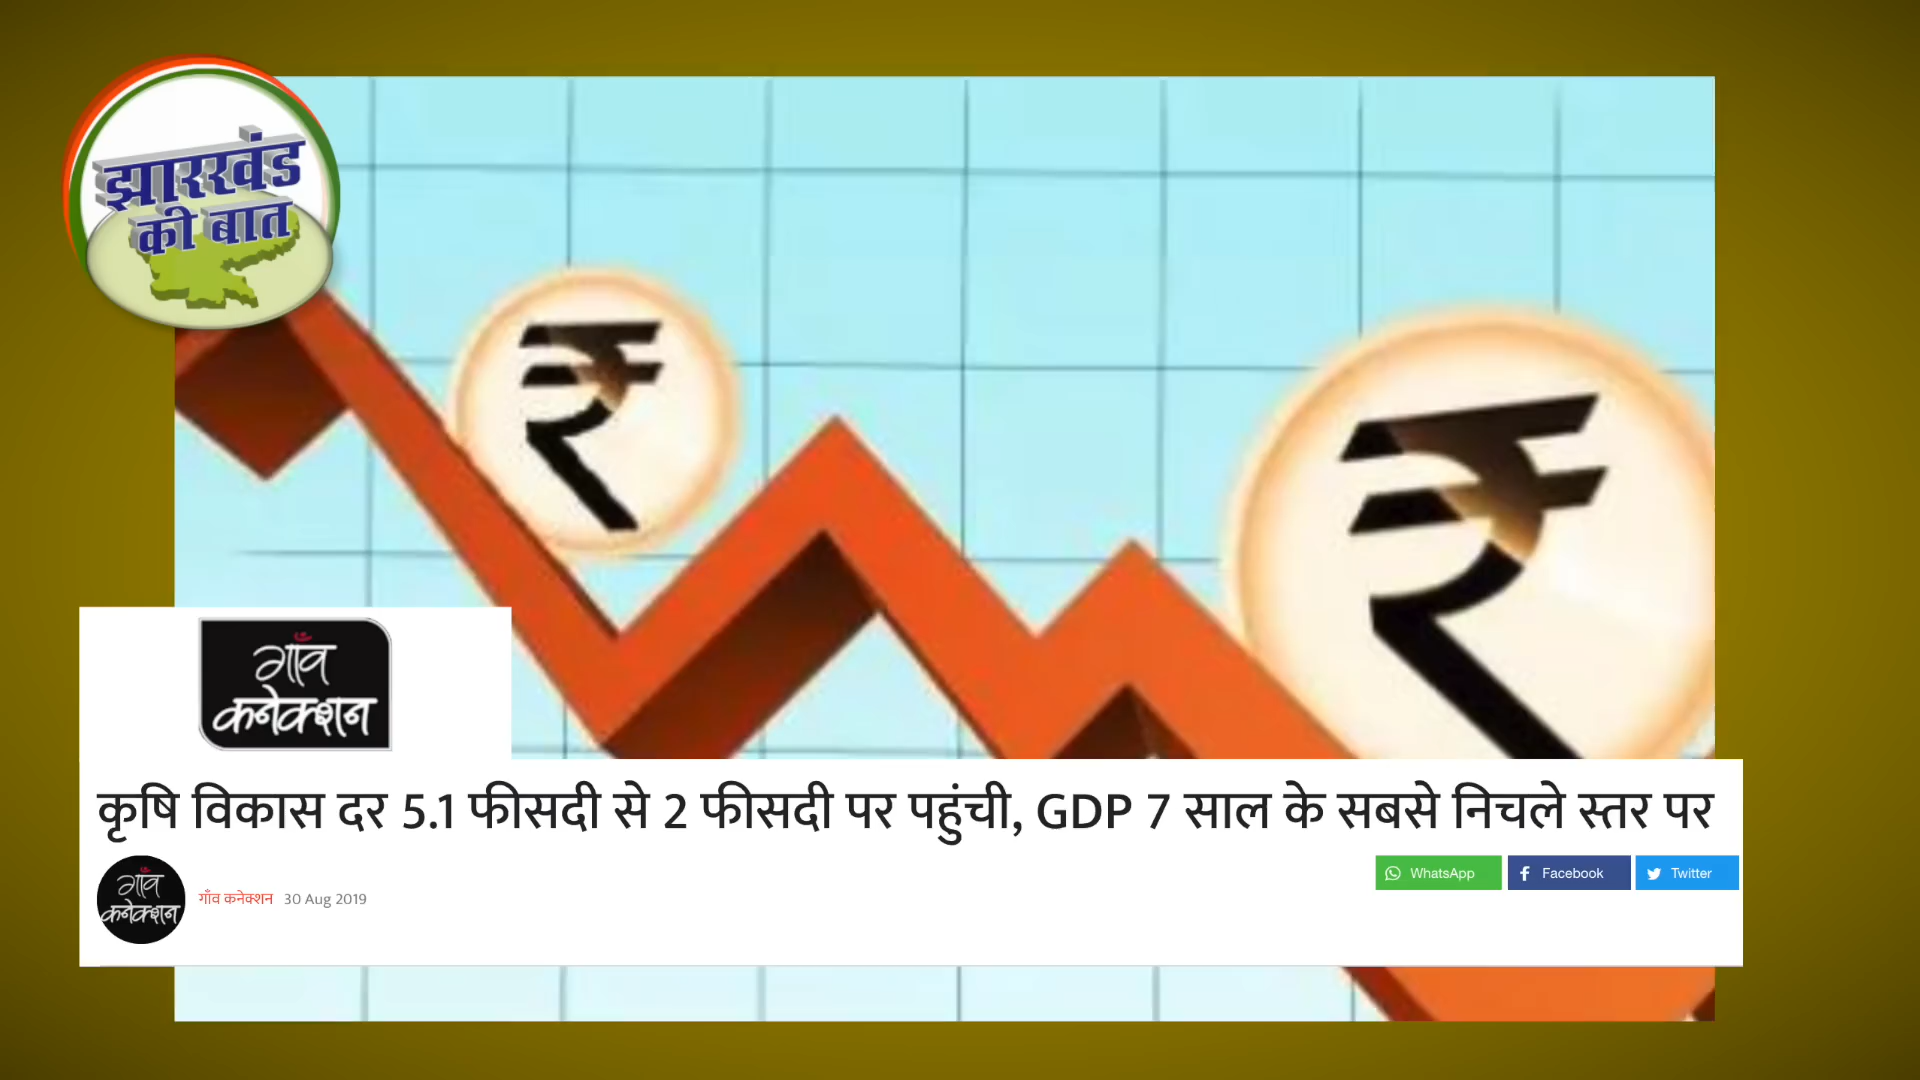 झारखंड
की बात
₹
₹
गाँव
कनेक्शन
कृषि विकास दर 5.1 फीसदी से 2 फीसदी पर पहुंची, GDP 7 साल के सबसे निचले स्तर पर
गाँव
कनेक्शन
गाँव कनेक्शन 30 Aug 2019
WhatsApp Facebook Twitter